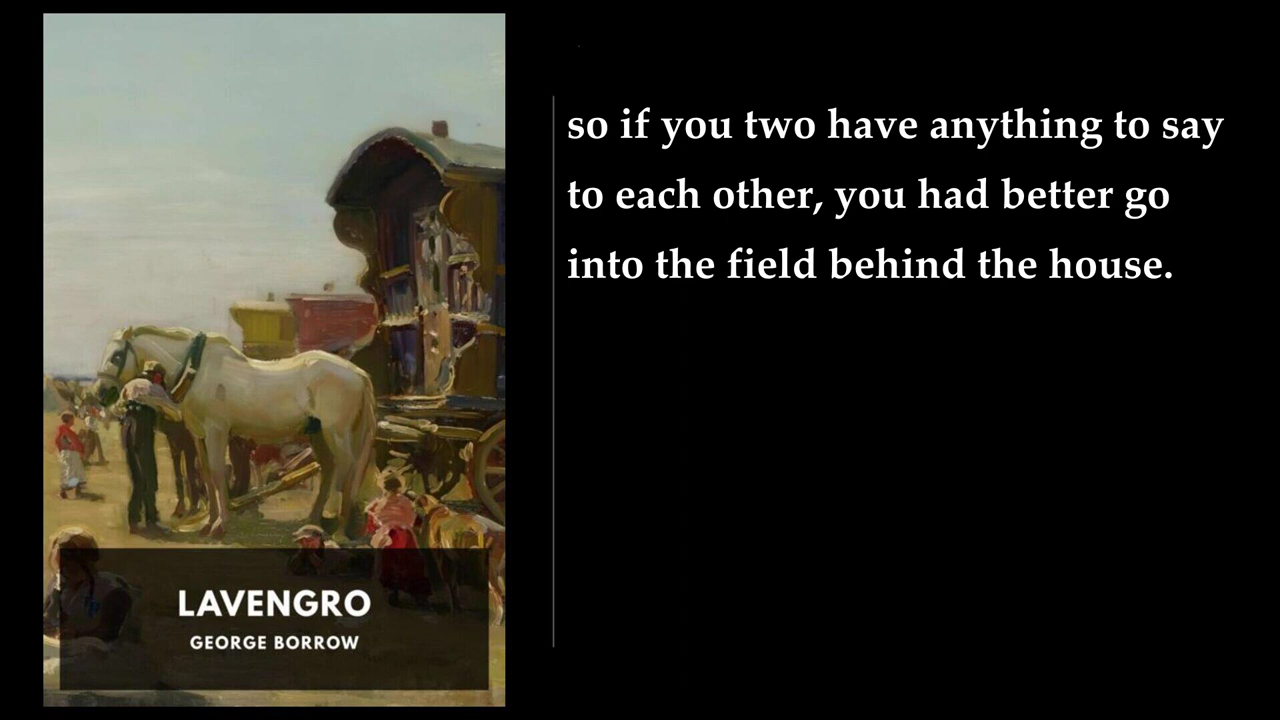 LAVENGRO
GEORGE BORROW
so if you two have anything to say
to each other, you had better go
into the field behind the house.